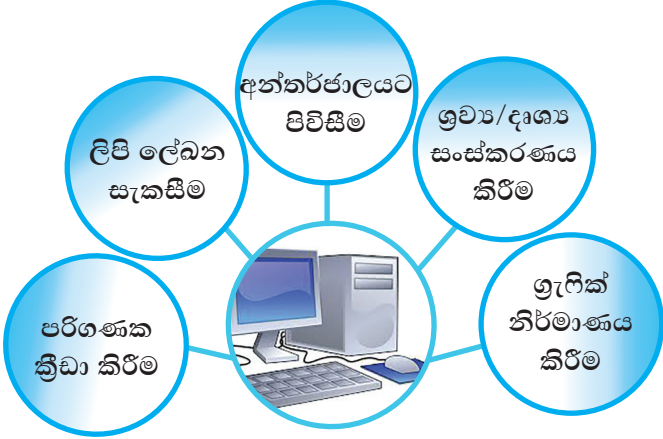 අන්තර්ජාලයට
පිවිසීම
ශ්‍රව්‍ය/දෘශ්‍ය
සංස්කරණය
කිරීම
ලිපි ලේඛන
සැකසීම
ග්‍රැෆික්
නිර්මාණය
කිරීම
පරිගණක
ක්‍රීඩා කිරීම